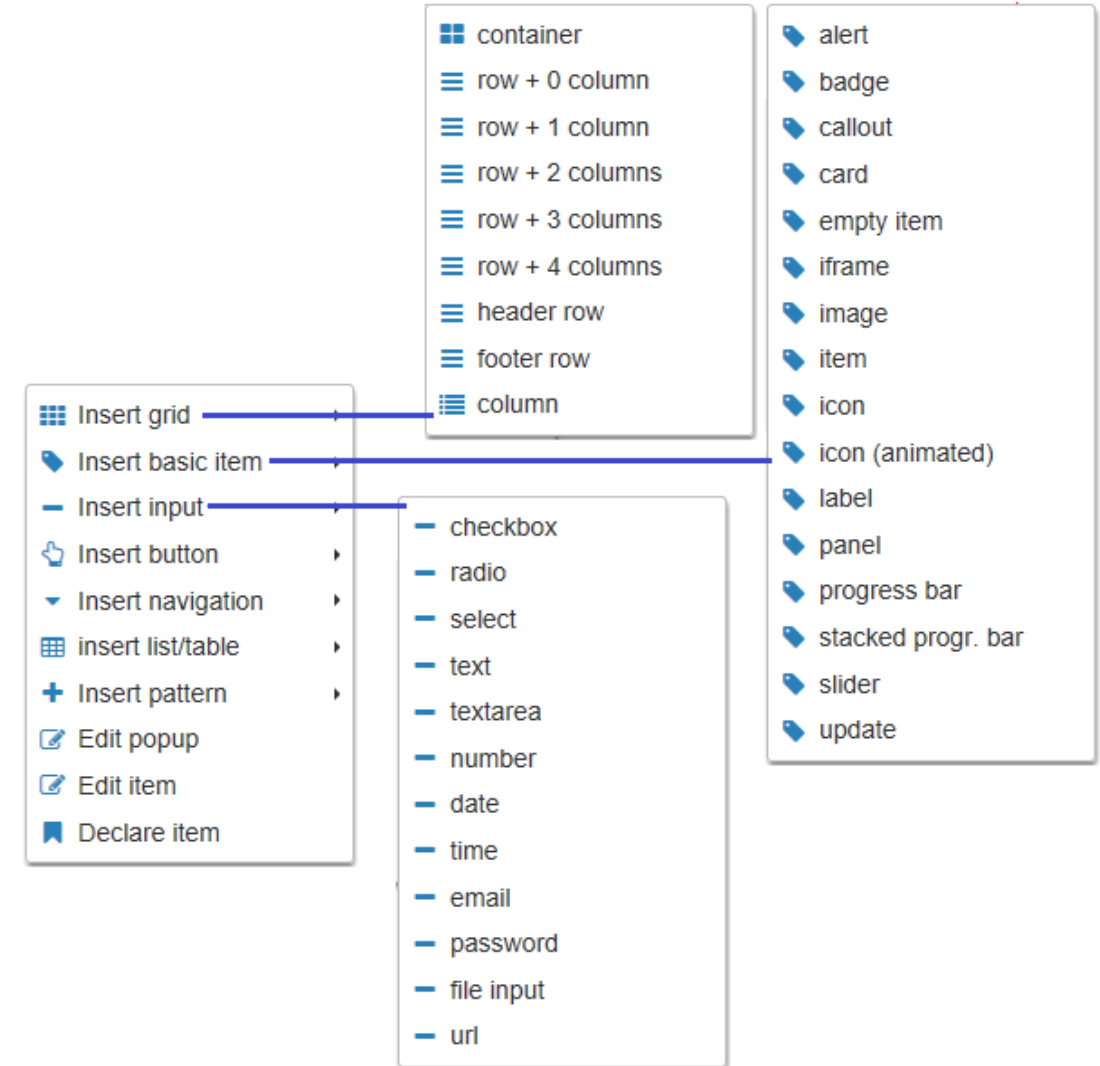 container
row + 0 column
row + 1 column
row + 2 columns
row + 3 columns
row + 4 columns
header row
footer row
column
alert
badge
callout
card
empty item
iframe
image
item
icon
icon (animated)
label
panel
progress bar
stacked progr. bar
slider
update
Insert grid
Insert basic item
Insert input
Insert button
Insert navigation
insert list/table
Insert pattern
Edit popup
Edit item
Declare item
checkbox
radio
select
text
textarea
number
date
time
email
password
file input
url